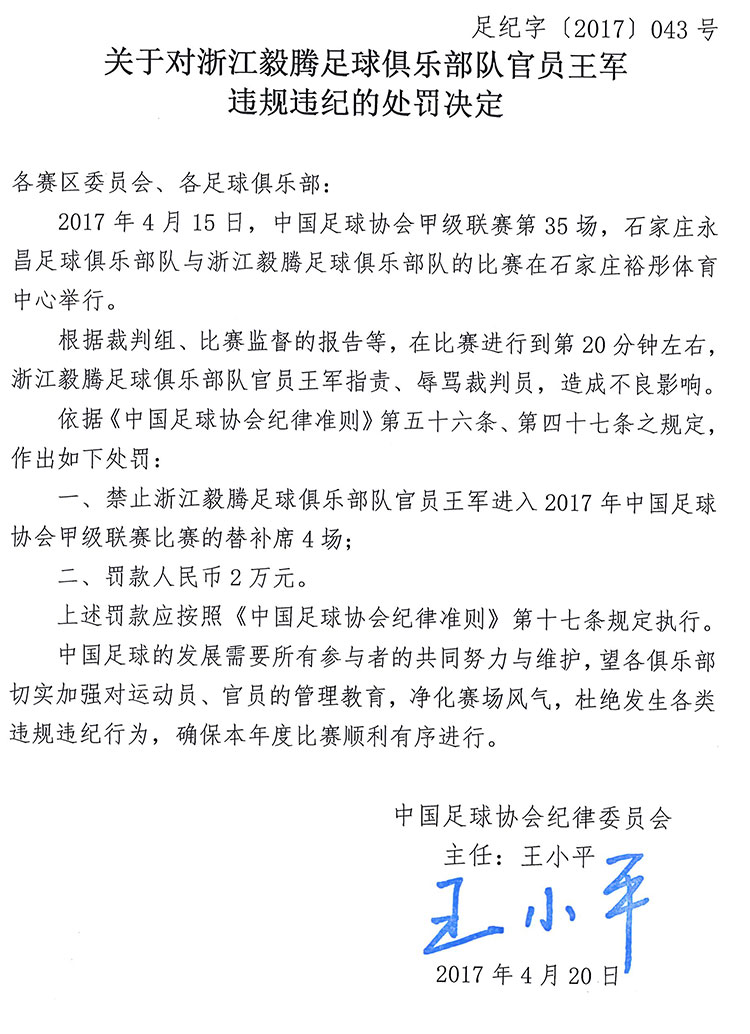 足纪字〔2017〕043 号
关于对浙江毅腾足球俱乐部队官员王军
违规违纪的处罚决定
各赛区委员会、各足球俱乐部：
2017 年 4 月 15 日，中国足球协会甲级联赛第 35 场，石家庄永
昌足球俱乐部队与浙江毅腾足球俱乐部队的比赛在石家庄裕彤体育
中心举行。
根据裁判组、比赛监督的报告等，在比赛进行到第 20 分钟左右，
浙江毅腾足球俱乐部队官员王军指责、辱骂裁判员，造成不良影响。
依据《中国足球协会纪律准则》第五十六条、第四十七条之规定，
作出如下处罚：
一、禁止浙江毅腾足球俱乐部队官员王军进入 2017 年中国足球
协会甲级联赛比赛的替补席 4 场；
二、罚款人民币 2 万元。
上述罚款应按照《中国足球协会纪律准则》第十七条规定执行。
中国足球的发展需要所有参与者的共同努力与维护，望各俱乐部
切实加强对运动员、官员的管理教育，净化赛场风气，杜绝发生各类
违规违纪行为，确保本年度比赛顺利有序进行。
中国足球协会纪律委员会
主任：王小平
王小平
2017 年 4 月 20 日